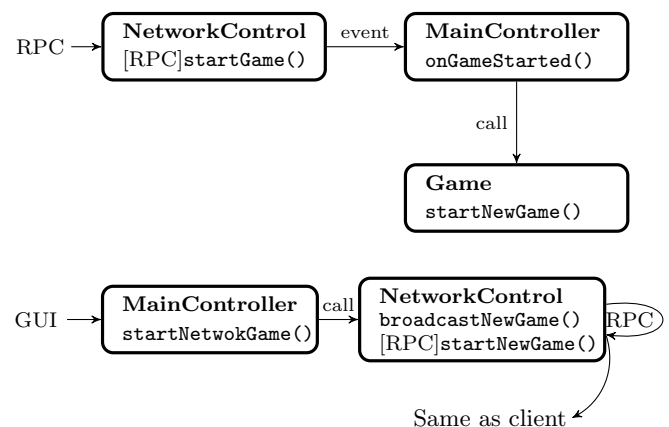 RPC
NetworkControl
[RPC]startGame()
event
MainController
onGameStarted()
call
Game
startNewGame()
GUI
MainController
startNetwokGame()
call
NetworkControl
broadcastNewGame()
[RPC]startNewGame()
RPC
Same as client